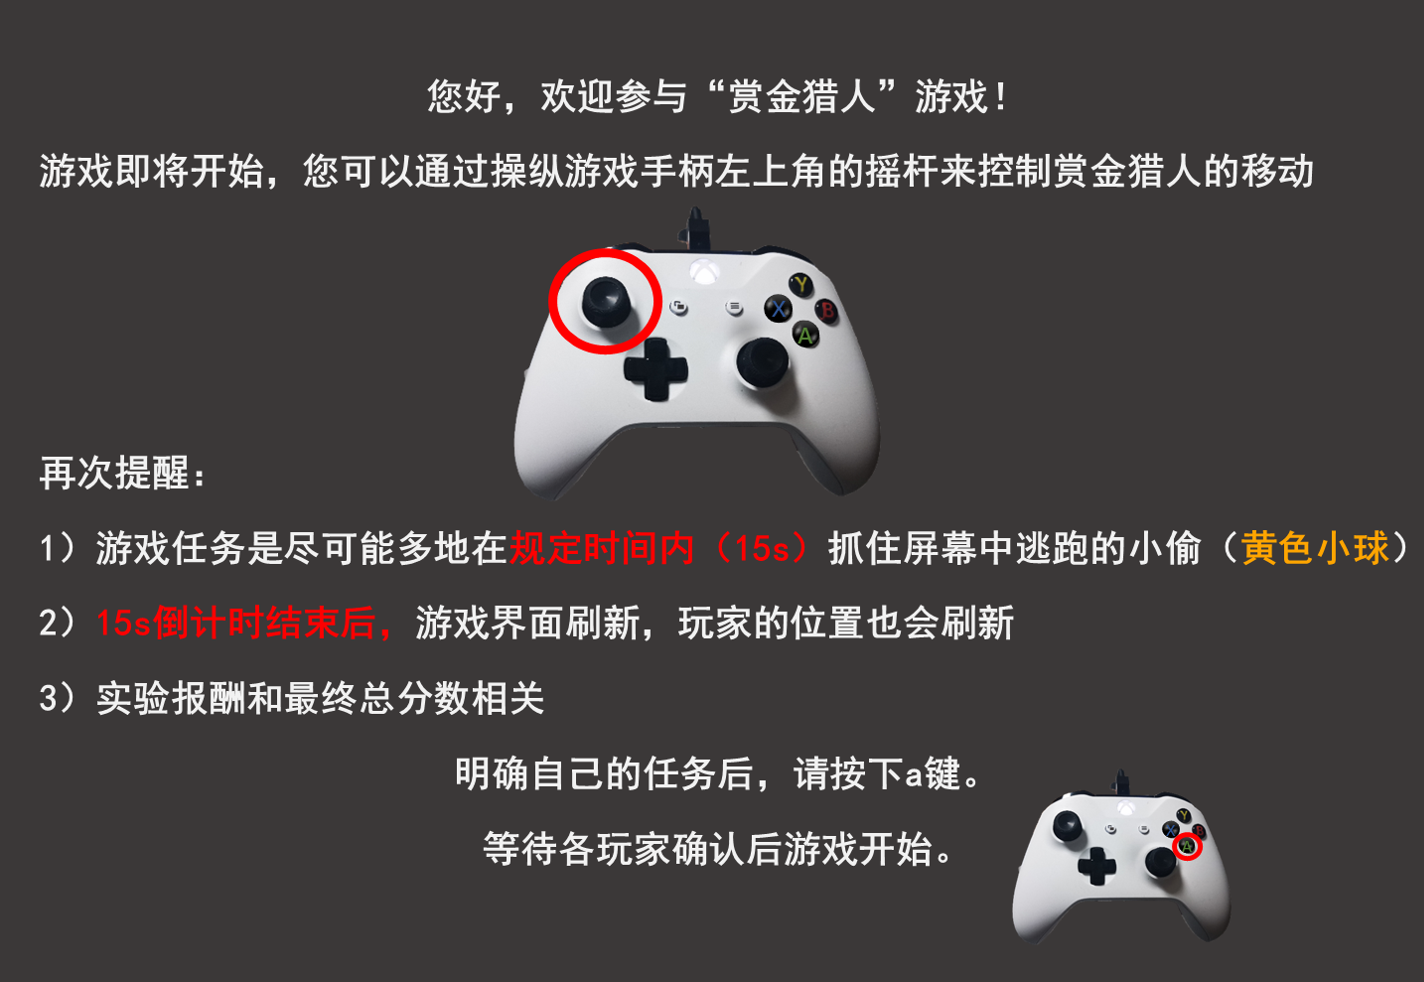 您好，欢迎参与“赏金猎人”游戏！
游戏即将开始，您可以通过操纵游戏手柄左上角的摇杆来控制赏金猎人的移动
Y
X
B
A
再次提醒：
1）游戏任务是尽可能多地在规定时间内（15s）抓住屏幕中逃跑的小偷（黄色小球）
2）15s倒计时结束后，游戏界面刷新，玩家的位置也会刷新
3）实验报酬和最终总分数相关
明确自己的任务后，请按下a键。
等待各玩家确认后游戏开始。
Y
X
B
A